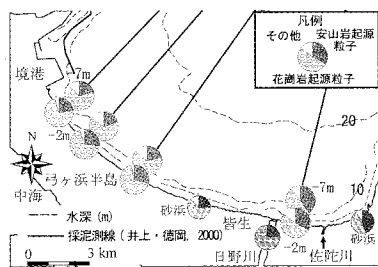 凡例
その他 安山岩起源
粒子
花崗岩起源粒子
境港
-7m
-2m
N
弓ヶ浜半島
中海
20
10
砂浜
皆生
-7m
-2m
砂浜
日野川
佐陀川
水深 (m)
採泥測線 (井上・徳岡, 2000)
0 3 km